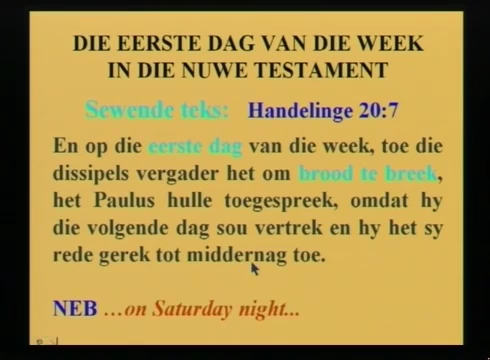 DIE EERSTE DAG VAN DIE WEEK
IN DIE NUWE TESTAMENT
Sewende teks: Handelinge 20:7
En op die eerste dag van die week, toe die
dissipels vergader het om brood te breek,
het Paulus hulle toegespreek, omdat hy
die volgende dag sou vertrek en hy het sy
rede gerek tot middernag toe.
NEB ...on Saturday night...